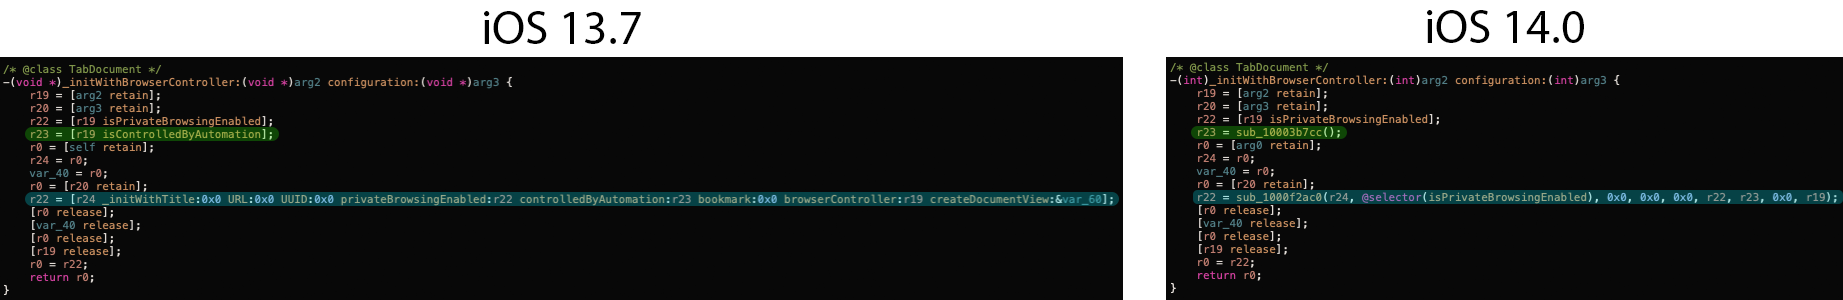 iOS 13.7
/* @class TabDocument */
-(void *)_initWithBrowserController:(void *)arg2 configuration:(void *)arg3 {
r19 = [arg2 retain];
r20 = [arg3 retain];
r22 = [r19 isPrivateBrowsingEnabled];
r23 = [r19 isControlledByAutomation];
r0 = [self retain];
r24 = r0;
var_40 = r0;
r0 = [r20 retain];
r22 = [r24 _initWithTitle:0x0 URL:0x0 UUID:0x0 privateBrowsingEnabled:r22 controlledByAutomation:r23 bookmark:0x0 browserController:r19 createDocumentView:&var_60];
[r0 release];
[var_40 release];
[r0 release];
[r19 release];
r0 = r22;
return r0;
}
iOS 14.0
/* @class TabDocument */
-(int)_initWithBrowserController:(int)arg2 configuration:(int)arg3 {
r19 = [arg2 retain];
r20 = [arg3 retain];
r22 = [r19 isPrivateBrowsingEnabled];
r23 = sub_10003b7cc();
r0 = [arg0 retain];
r24 = r0;
var_40 = r0;
r0 = [r20 retain];
r22 = sub_1000f2ac0(r24, @selector(isPrivateBrowsingEnabled), 0x0, 0x0, 0x0, r22, r23, 0x0, r19);
[r0 release];
[var_40 release];
[r0 release];
[r19 release];
r0 = r22;
return r0;
}